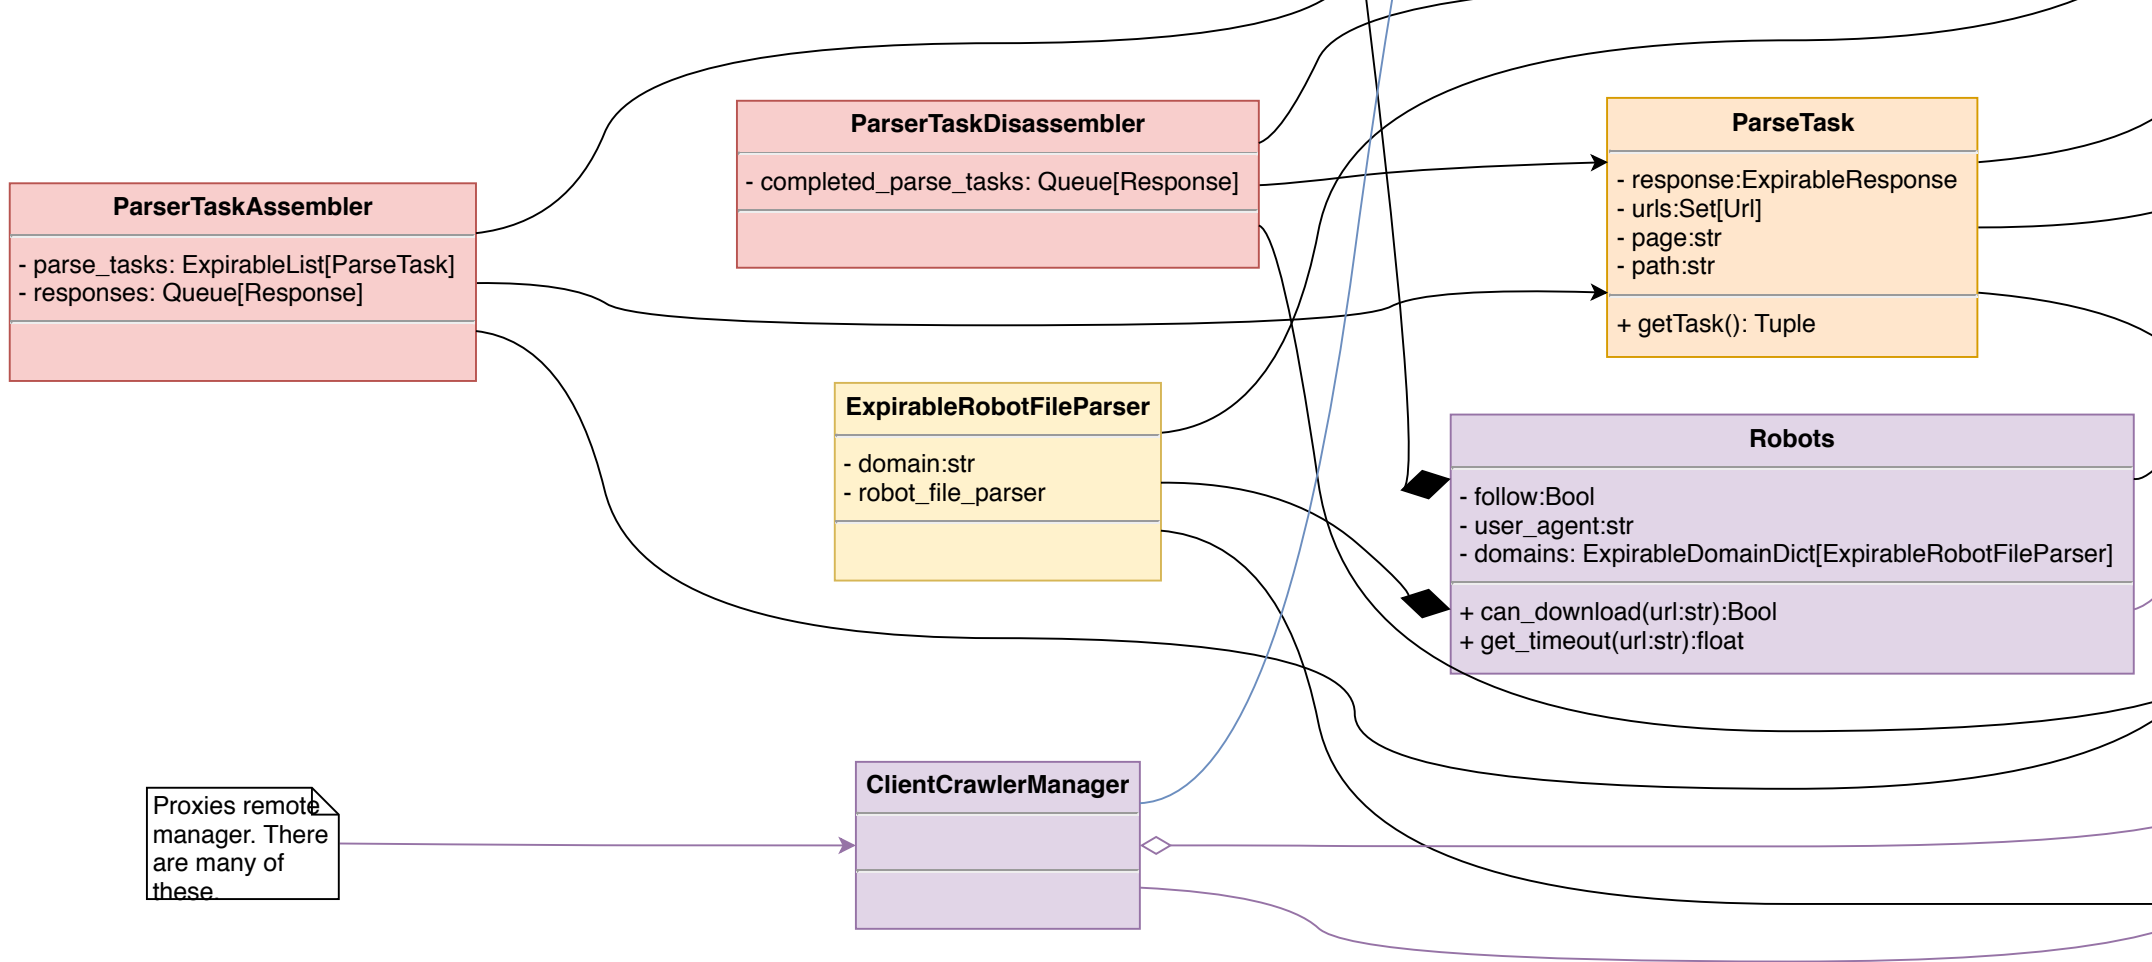 ParserTaskAssembler
- parse_tasks: ExpirableList[ParseTask]
- responses: Queue[Response]
ParserTaskDisassembler
- completed_parse_tasks: Queue[Response]
ParseTask
- response:ExpirableResponse
- urls:Set[Url]
- page:str
- path:str
+ getTask(): Tuple
ExpirableRobotFileParser
- domain:str
- robot_file_parser
Robots
- follow:Bool
- user_agent:str
- domains: ExpirableDomainDict[ExpirableRobotFileParser]
+ can_download(url:str):Bool
+ get_timeout(url:str):float
Proxies remote
manager. There
are many of
these.
ClientCrawlerManager